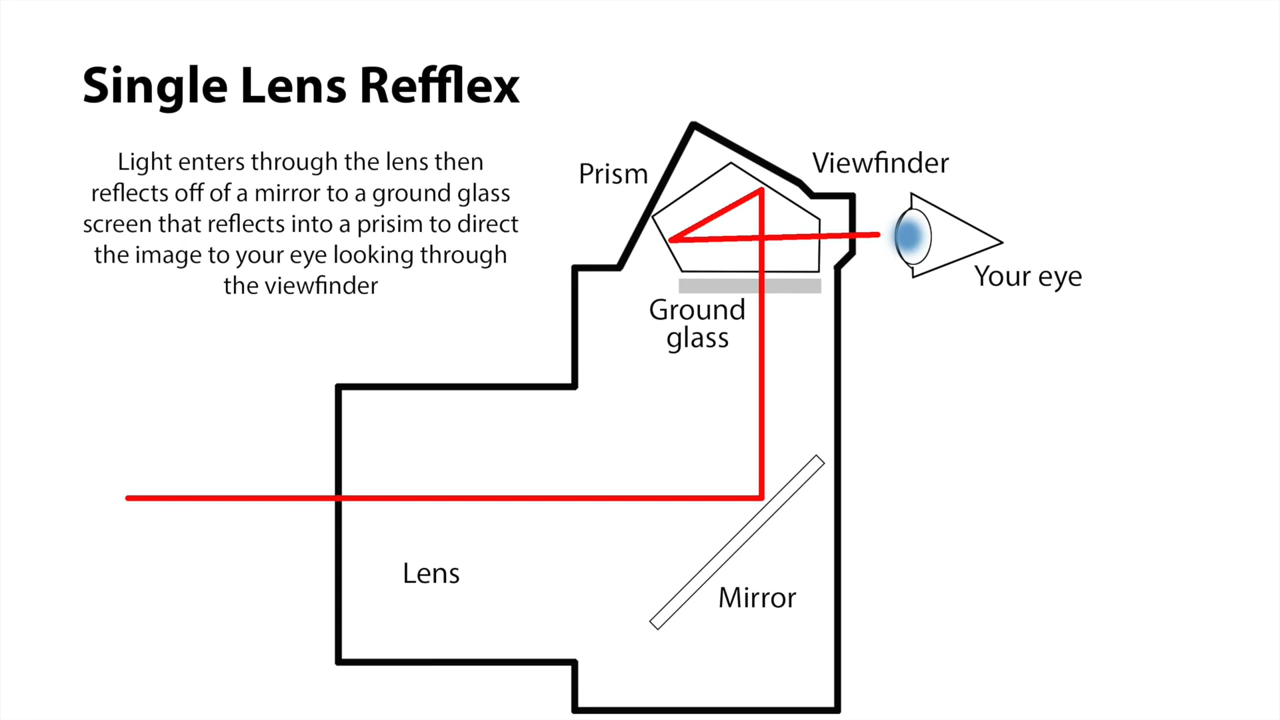 Single Lens Refflex
Light enters through the lens then
reflects off of a mirror to a ground glass
screen that reflects into a prisim to direct
the image to your eye looking through
the viewfinder
Prism
Viewfinder
Your eye
Ground
glass
Lens
Mirror